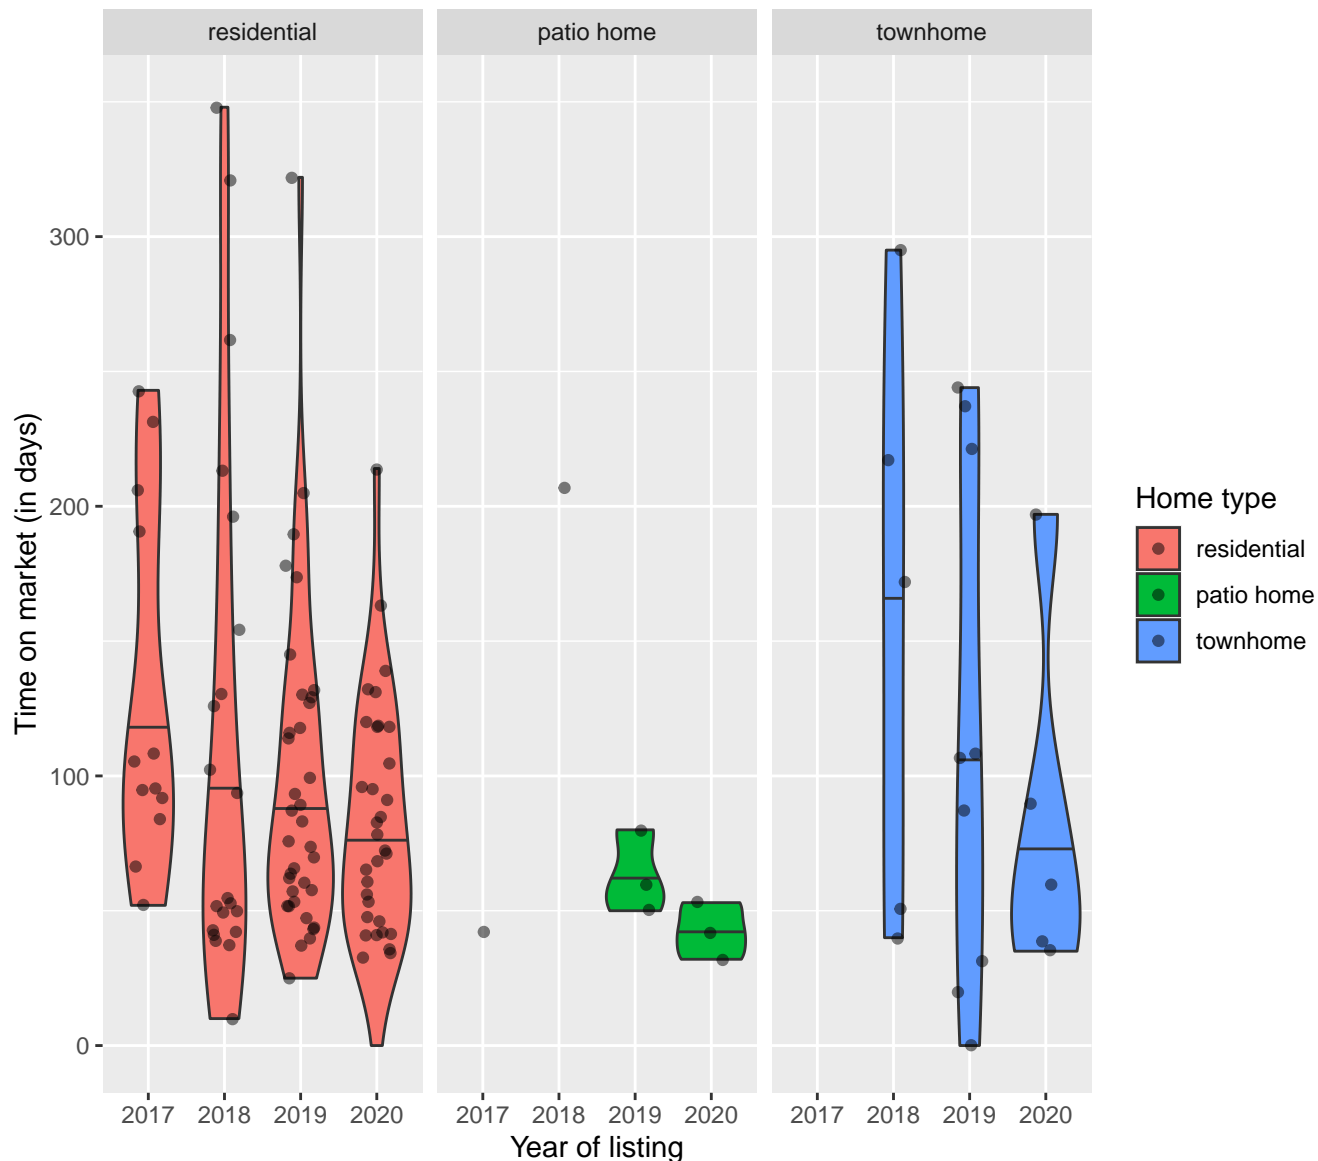 residential
patio home
townhome
300
200
100
0
Time on market (in days)
2017 2018 2019 2020
2017 2018 2019 2020
2017 2018 2019 2020
Year of listing
Home type
residential
patio home
townhome